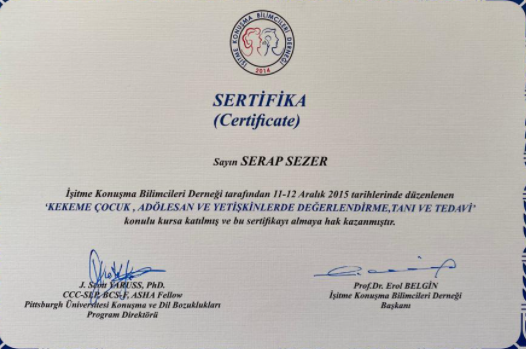 İŞİTME KONUŞMA BİLİMCİLERİ DERNEĞİ
2014
SERTİFİKA
(Certificate)
Sayın SERAP SEZER
İşitme Konuşma Bilimcileri Derneği tarafından 11-12 Aralık 2015 tarihlerinde düzenlenen
‘KEKEME ÇOCUK , ADÖLESAN VE YETİŞKİNLERDE DEĞERLENDİRME,TANI VE TEDAVİ’
konulu kursa katılmış ve bu sertifikayı almaya hak kazanmıştır.
J. Scott YARUSS, PhD.
CCC-SLP, BCS-F, ASHA Fellow
Pittsburgh Üniversitesi Konuşma ve Dil Bozuklukları
Program Direktörü
Prof.Dr. Erol BELGİN
İşitme Konuşma Bilimcileri Derneği
Başkanı